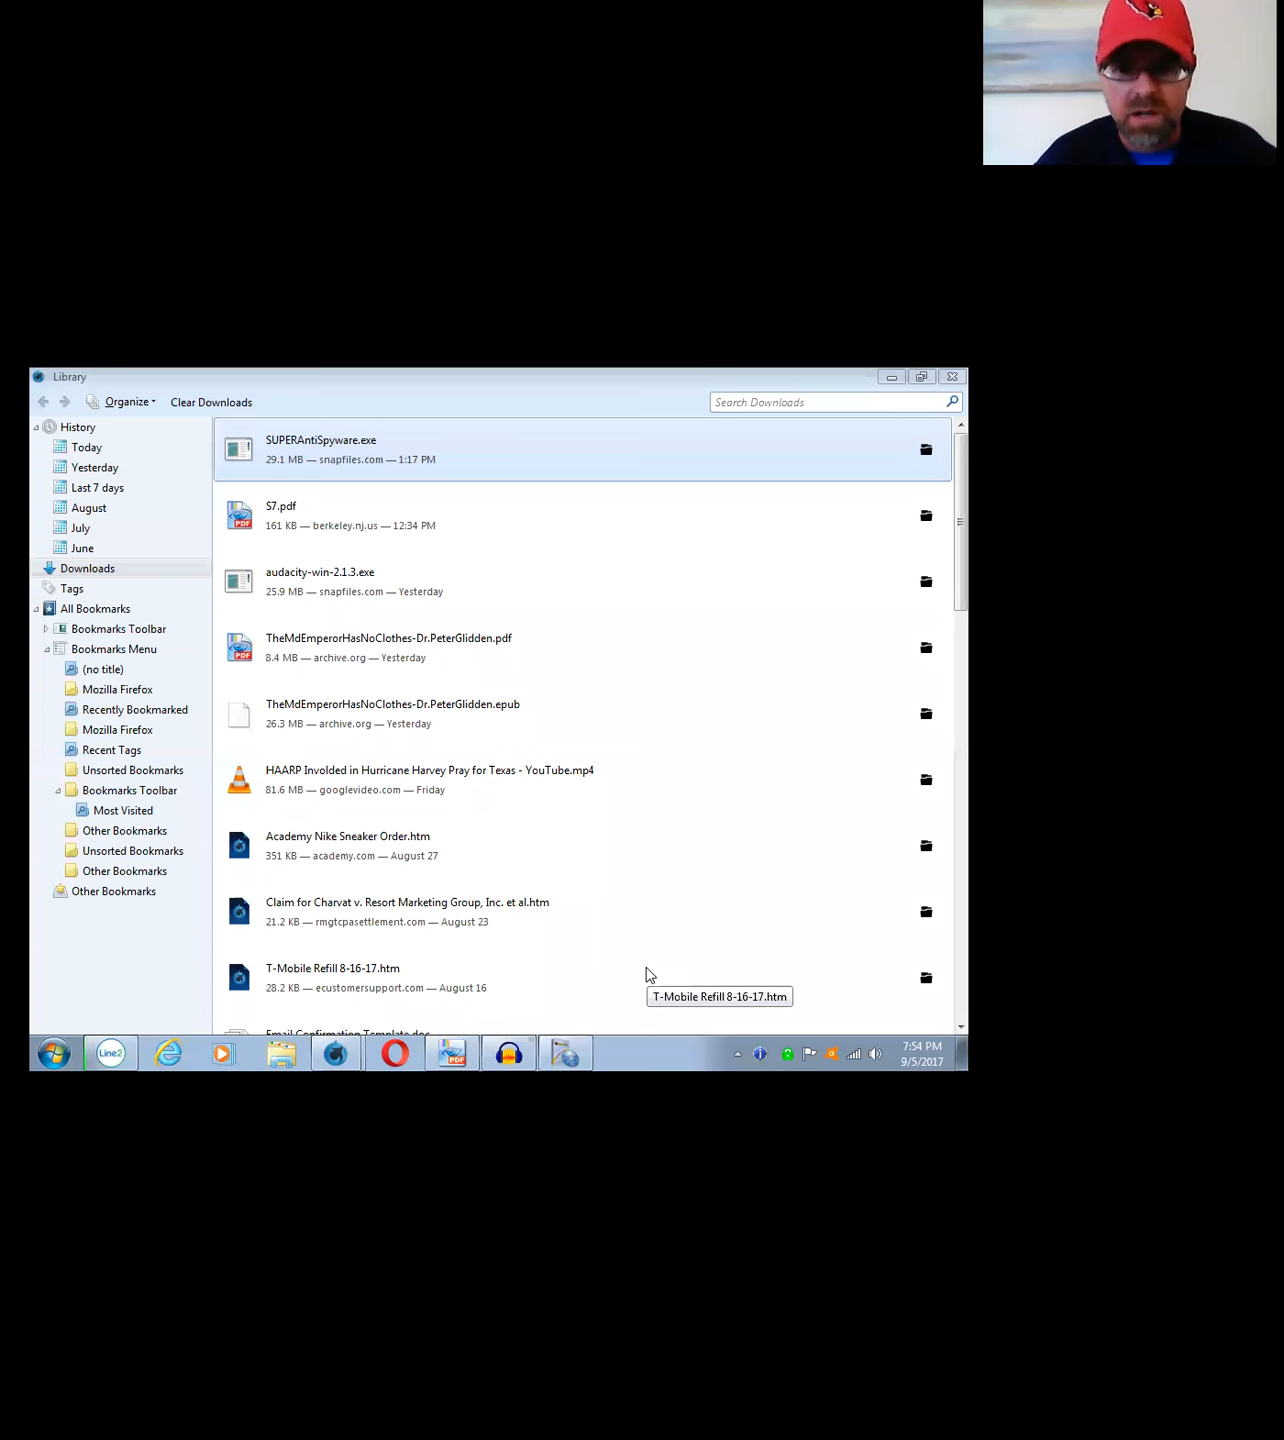 Library
Organize
Clear Downloads
Search Downloads
History
Today
Yesterday
Last 7 days
August
July
June
Downloads
Tags
All Bookmarks
Bookmarks Toolbar
Bookmarks Menu
(no title)
Mozilla Firefox
Recently Bookmarked
Mozilla Firefox
Recent Tags
Unsorted Bookmarks
Bookmarks Toolbar
Most Visited
Other Bookmarks
Unsorted Bookmarks
Other Bookmarks
Other Bookmarks
SUPERAntiSpyware.exe
29.1 MB — snapfiles.com — 1:17 PM
PDF
S7.pdf
161 KB — berkeley.nj.us — 12:34 PM
audacity-win-2.1.3.exe
25.9 MB — snapfiles.com — Yesterday
PDF
TheMdEmperorHasNoClothes-Dr.PeterGlidden.pdf
8.4 MB — archive.org — Yesterday
TheMdEmperorHasNoClothes-Dr.PeterGlidden.epub
26.3 MB — archive.org — Yesterday
HAARP Involded in Hurricane Harvey Pray for Texas - YouTube.mp4
81.6 MB — googlevideo.com — Friday
Academy Nike Sneaker Order.htm
351 KB — academy.com — August 27
Claim for Charvat v. Resort Marketing Group, Inc. et al.htm
21.2 KB — rmgtcpasettlement.com — August 23
T-Mobile Refill 8-16-17.htm
28.2 KB — ecustomersupport.com — August 16
T-Mobile Refill 8-16-17.htm
Email Confirmation Template.doc
Line2
PDF
7:54 PM
9/5/2017